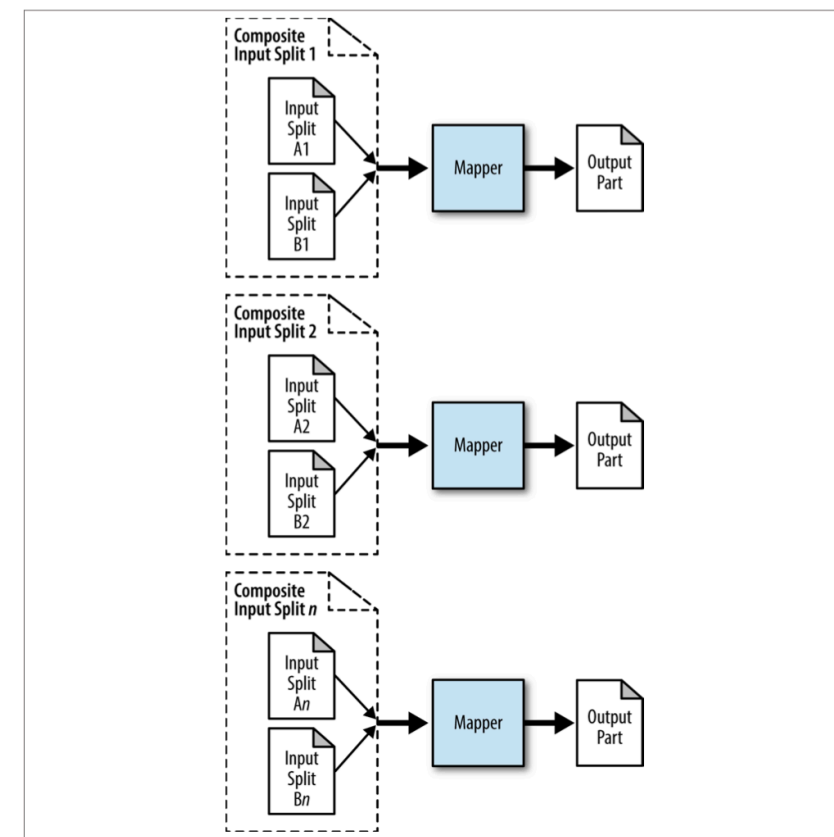 Composite
Input Split 1
Input
Split
A1
Input
Split
B1
Mapper
Output
Part
Composite
Input Split 2
Input
Split
A2
Input
Split
B2
Mapper
Output
Part
Composite
Input Split n
Input
Split
An
Input
Split
Bn
Mapper
Output
Part